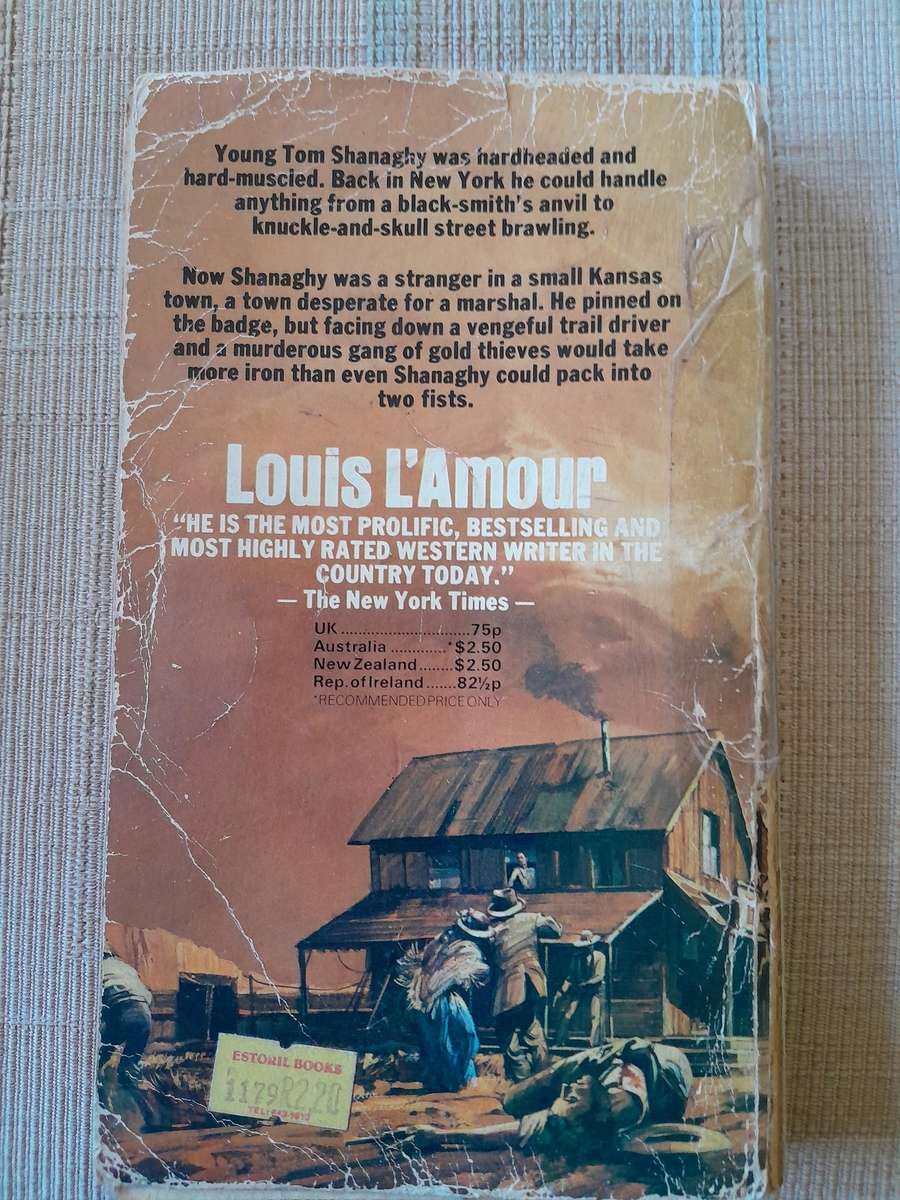 Young Tom Shanaghy was hardheaded and
hard-muscled. Back in New York he could handle
anything from a black-smith's anvil to
knuckle-and-skull street brawling.
Now Shanaghy was a stranger in a small Kansas
town, a town desperate for a marshal. He pinned on
the badge, but facing down a vengeful trail driver
and a murderous gang of gold thieves would take
more iron than even Shanaghy could pack into
two fists.
Louis L'Amour
"HE IS THE MOST PROLIFIC, BESTSELLING AND
MOST HIGHLY RATED WESTERN WRITER IN THE
COUNTRY TODAY."
— The New York Times —
UK ..............................75p
Australia .............*$2.50
New Zealand ........$2.50
Rep. of Ireland .......82½p
*RECOMMENDED PRICE ONLY
ESTORIL BOOKS
1179R2.20
TEL: